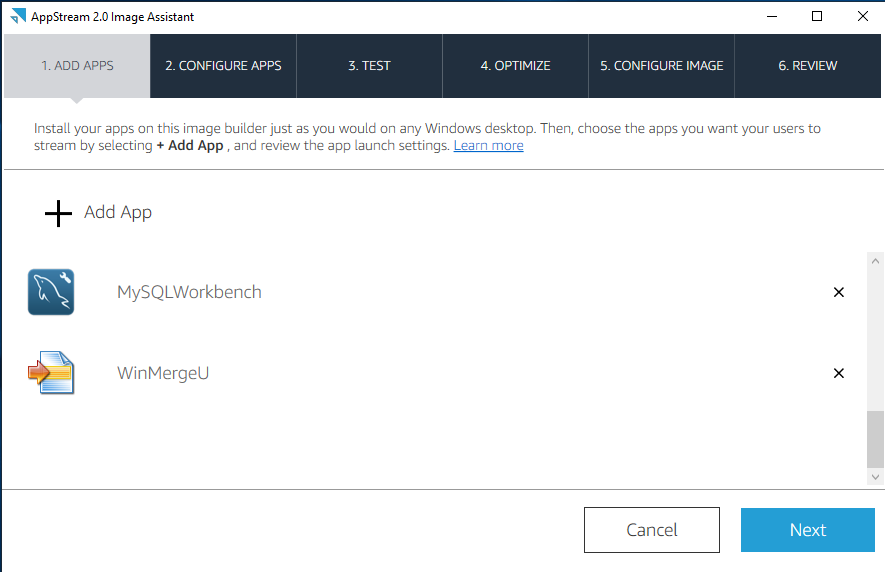 AppStream 2.0 Image Assistant
1. ADD APPS
2. CONFIGURE APPS
3. TEST
4. OPTIMIZE
5. CONFIGURE IMAGE
6. REVIEW
Install your apps on this image builder just as you would on any Windows desktop. Then, choose the apps you want your users to
stream by selecting + Add App , and review the app launch settings. Learn more
Add App
MySQLWorkbench
WinMergeU
Cancel
Next